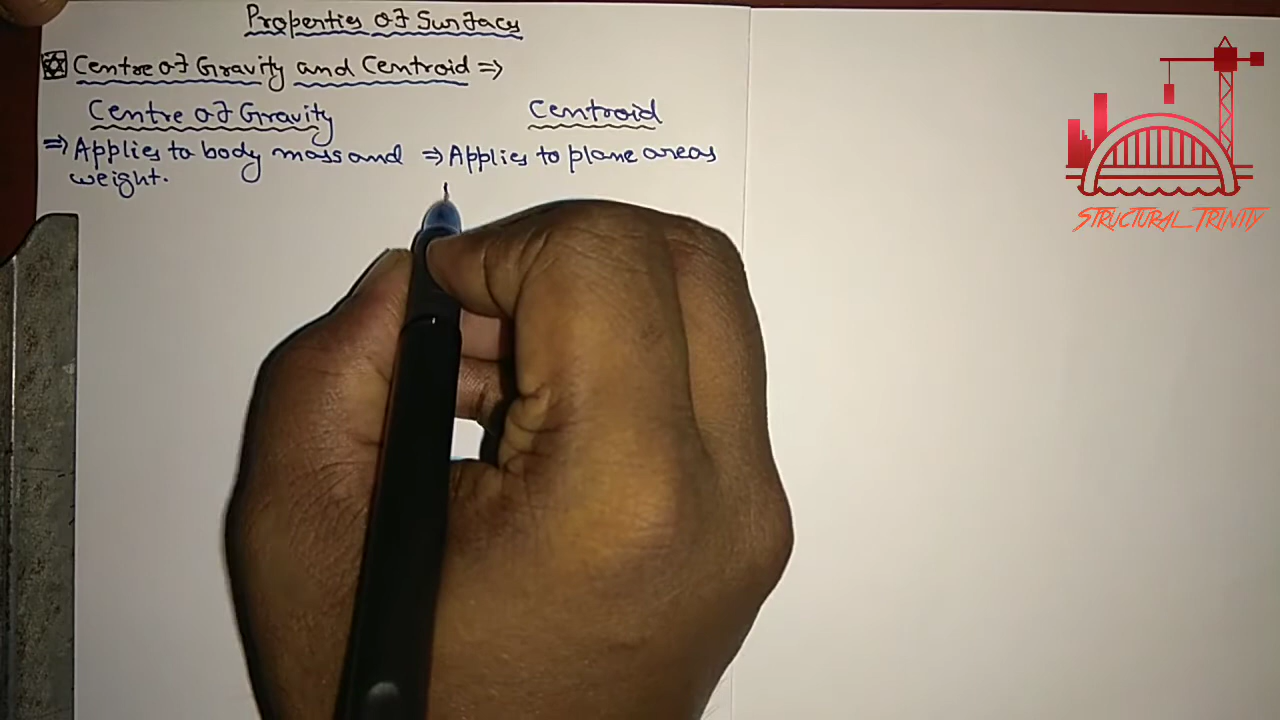 Properties of Surfacs
Centre of Gravity and Centroid ⇒
Centre of Gravity
Centroid
⇒ Applies to body mass and
weight.
⇒ Applies to plane areas
STRUCTURAL_TRINITY